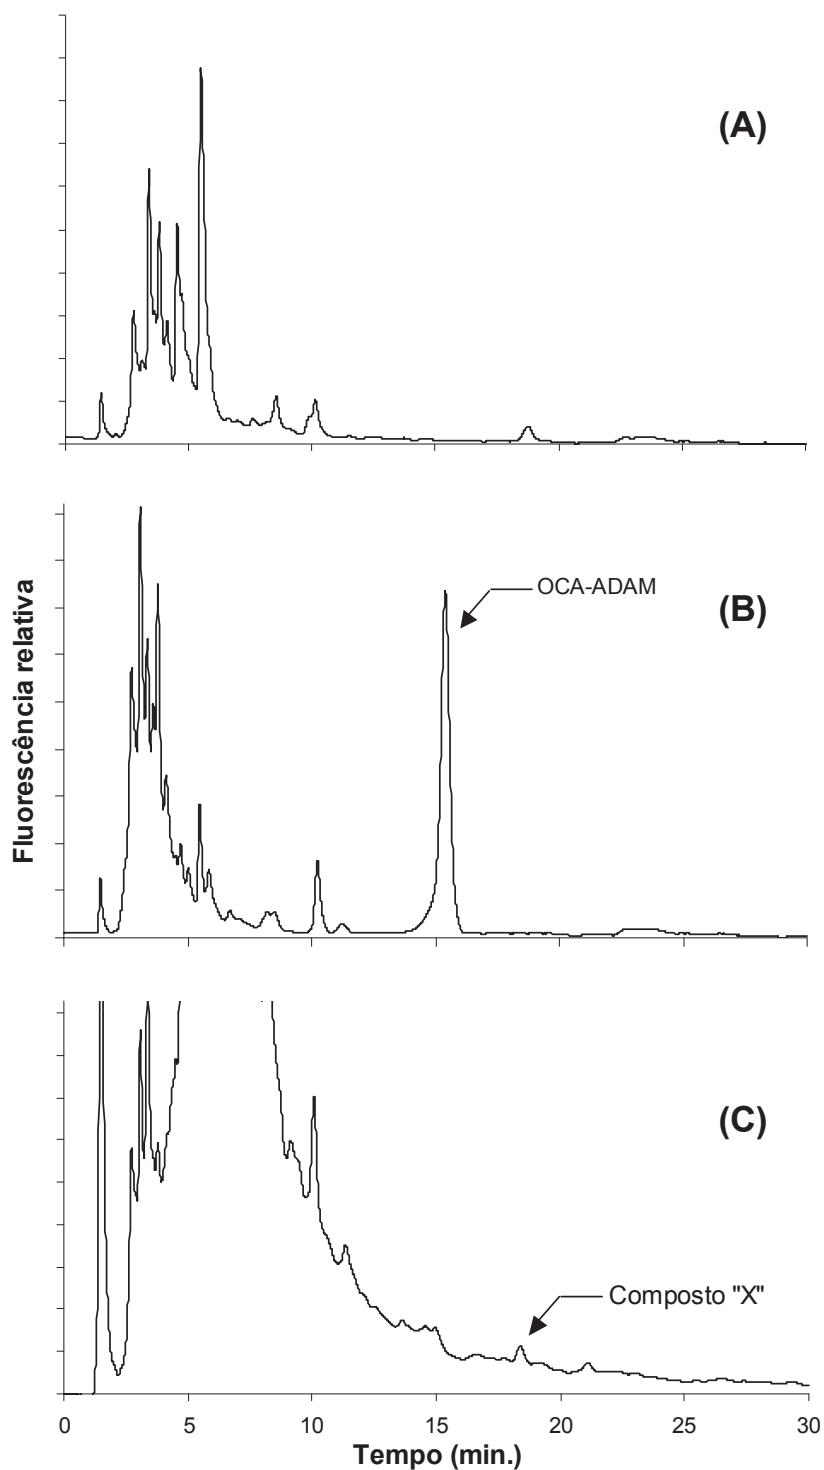 (A)
OCA-ADAM
(B)
Fluorescência relativa
(C)
Composto "X"
0 5 10 15 20 25 30
Tempo (min.)